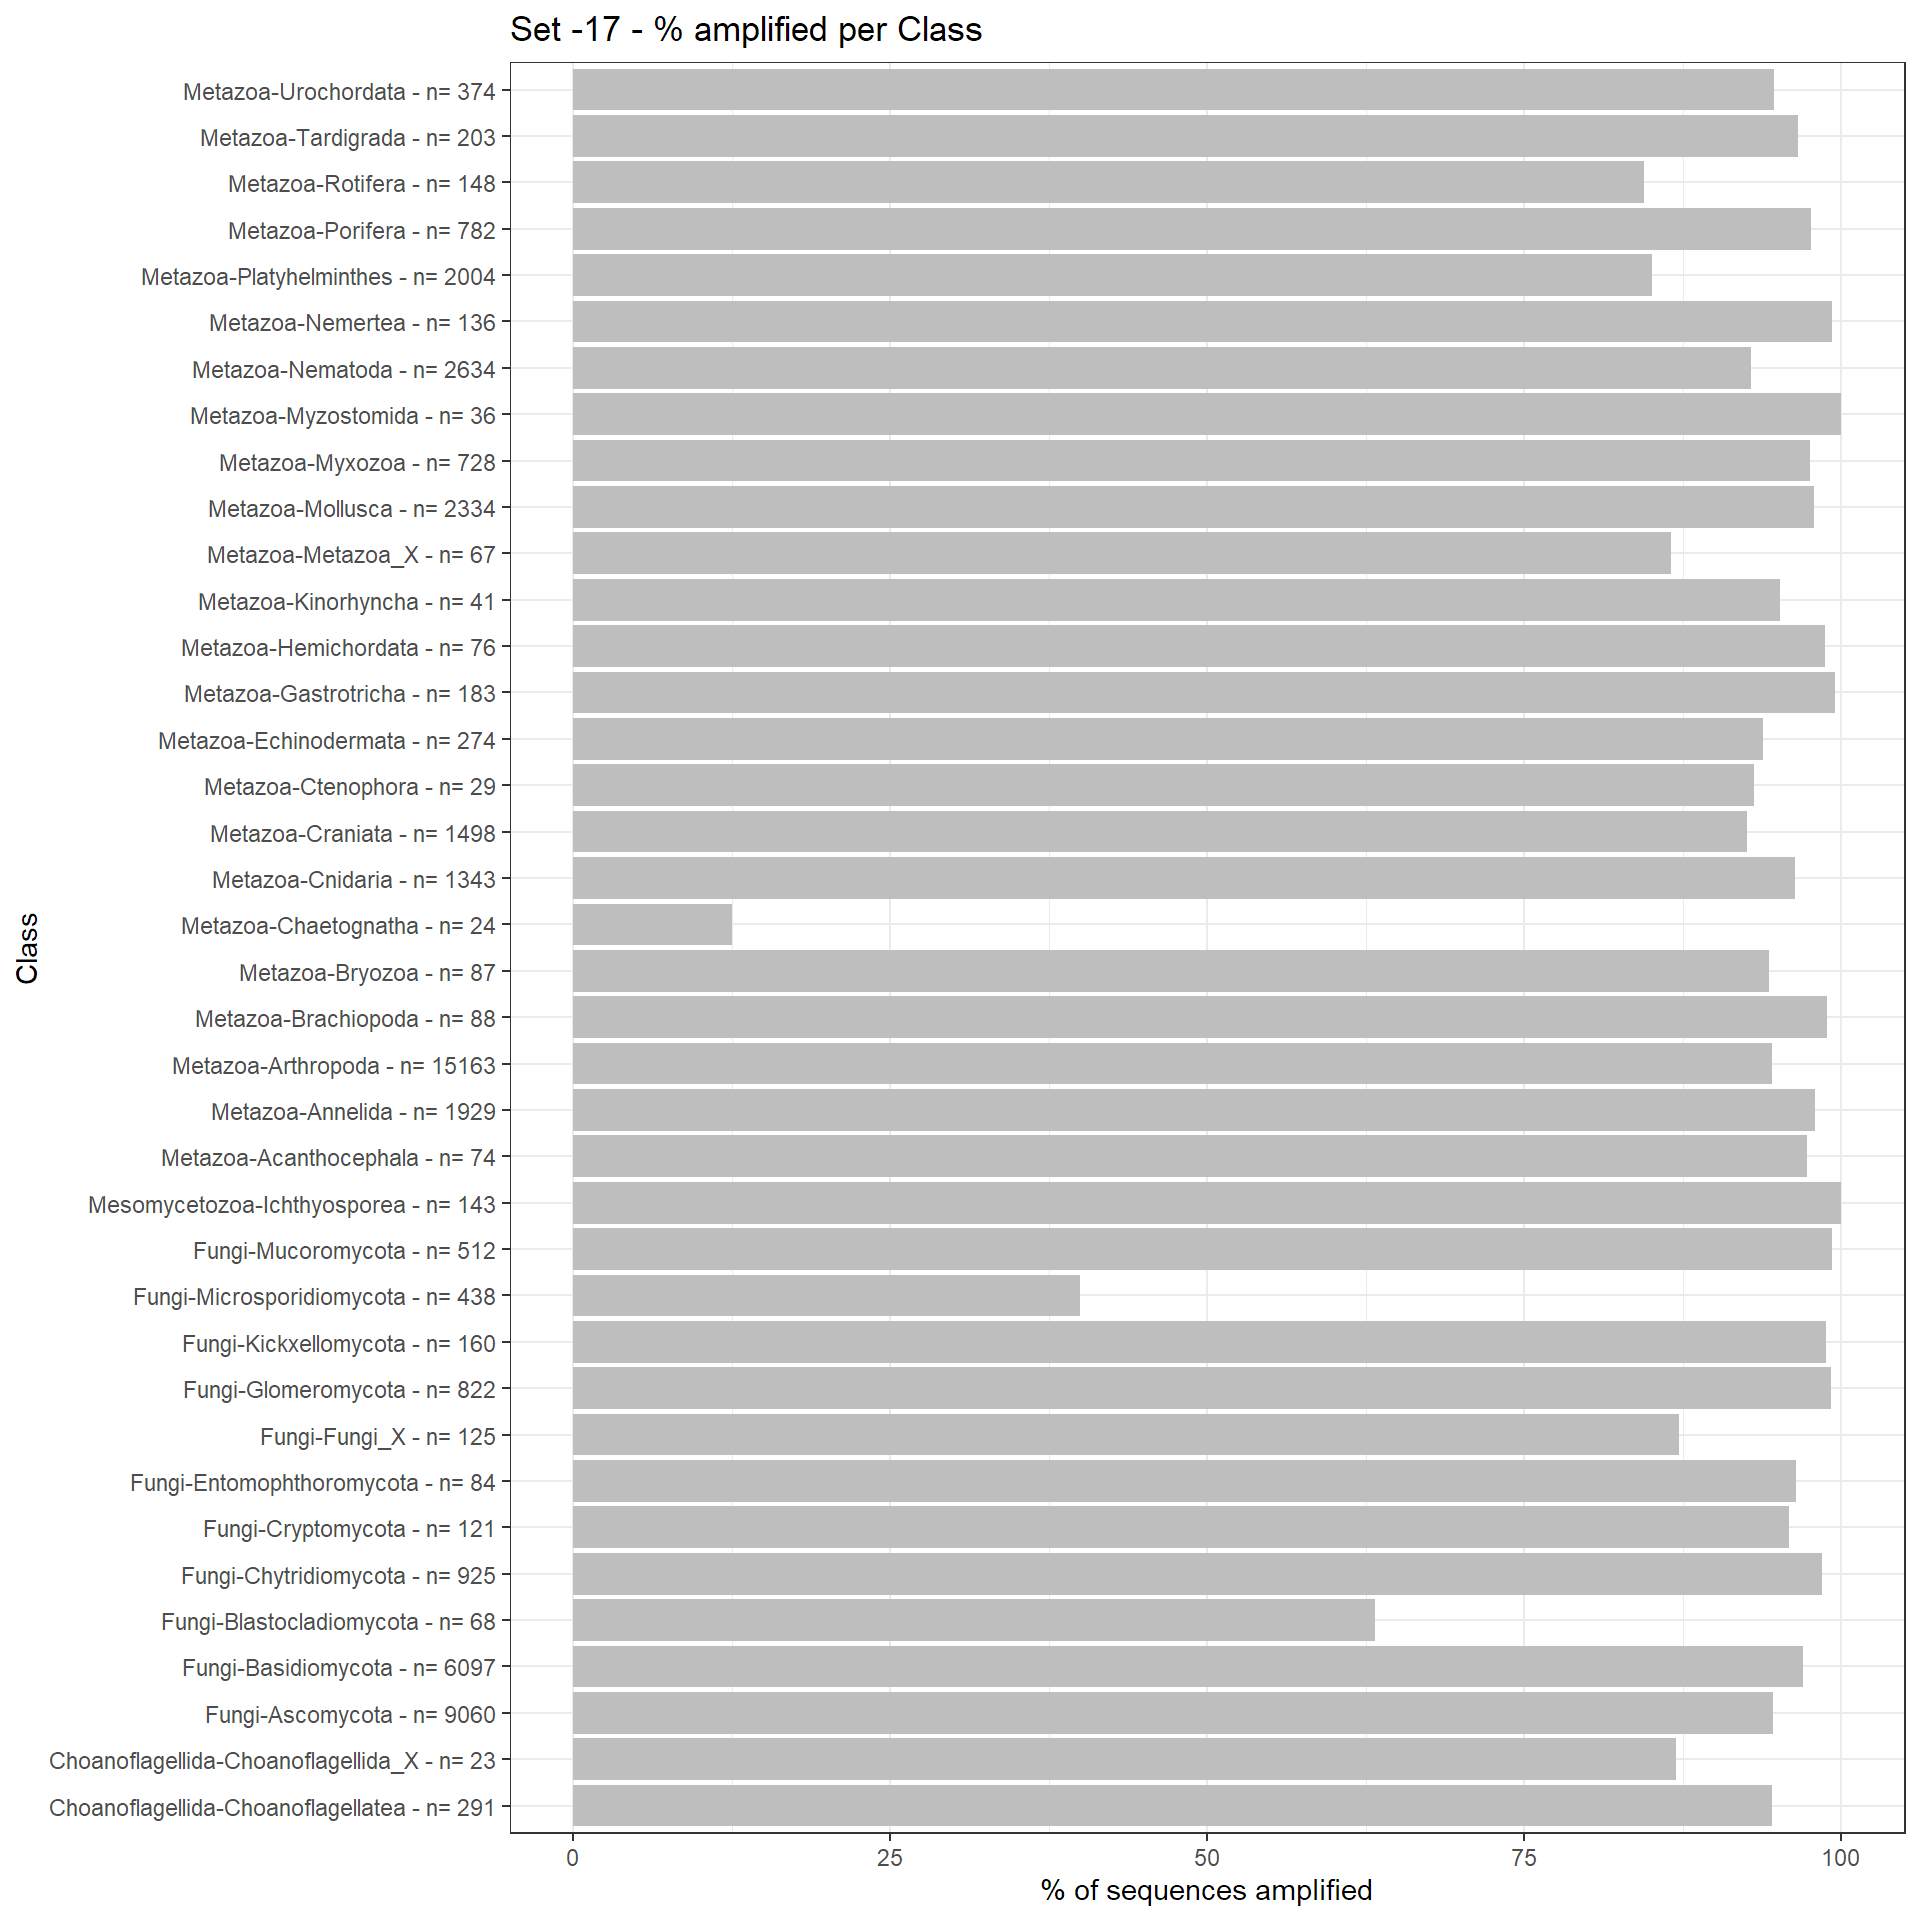 Set -17 - % amplified per Class
Metazoa-Urochordata - n= 374
Metazoa-Tardigrada - n= 203
Metazoa-Rotifera - n= 148
Metazoa-Porifera - n= 782
Metazoa-Platyhelminthes - n= 2004
Metazoa-Nemertea - n= 136
Metazoa-Nematoda - n= 2634
Metazoa-Myzostomida - n= 36
Metazoa-Myxozoa - n= 728
Metazoa-Mollusca - n= 2334
Metazoa-Metazoa_X - n= 67
Metazoa-Kinorhyncha - n= 41
Metazoa-Hemichordata - n= 76
Metazoa-Gastrotricha - n= 183
Metazoa-Echinodermata - n= 274
Metazoa-Ctenophora - n= 29
Metazoa-Craniata - n= 1498
Metazoa-Cnidaria - n= 1343
Metazoa-Chaetognatha - n= 24
Metazoa-Bryozoa - n= 87
Metazoa-Brachiopoda - n= 88
Metazoa-Arthropoda - n= 15163
Metazoa-Annelida - n= 1929
Metazoa-Acanthocephala - n= 74
Mesomycetozoa-Ichthyosporea - n= 143
Fungi-Mucoromycota - n= 512
Fungi-Microsporidiomycota - n= 438
Fungi-Kickxellomycota - n= 160
Fungi-Glomeromycota - n= 822
Fungi-Fungi_X - n= 125
Fungi-Entomophthoromycota - n= 84
Fungi-Cryptomycota - n= 121
Fungi-Chytridiomycota - n= 925
Fungi-Blastocladiomycota - n= 68
Fungi-Basidiomycota - n= 6097
Fungi-Ascomycota - n= 9060
Choanoflagellida-Choanoflagellida_X - n= 23
Choanoflagellida-Choanoflagellatea - n= 291
Class
0 25 50 75 100
% of sequences amplified